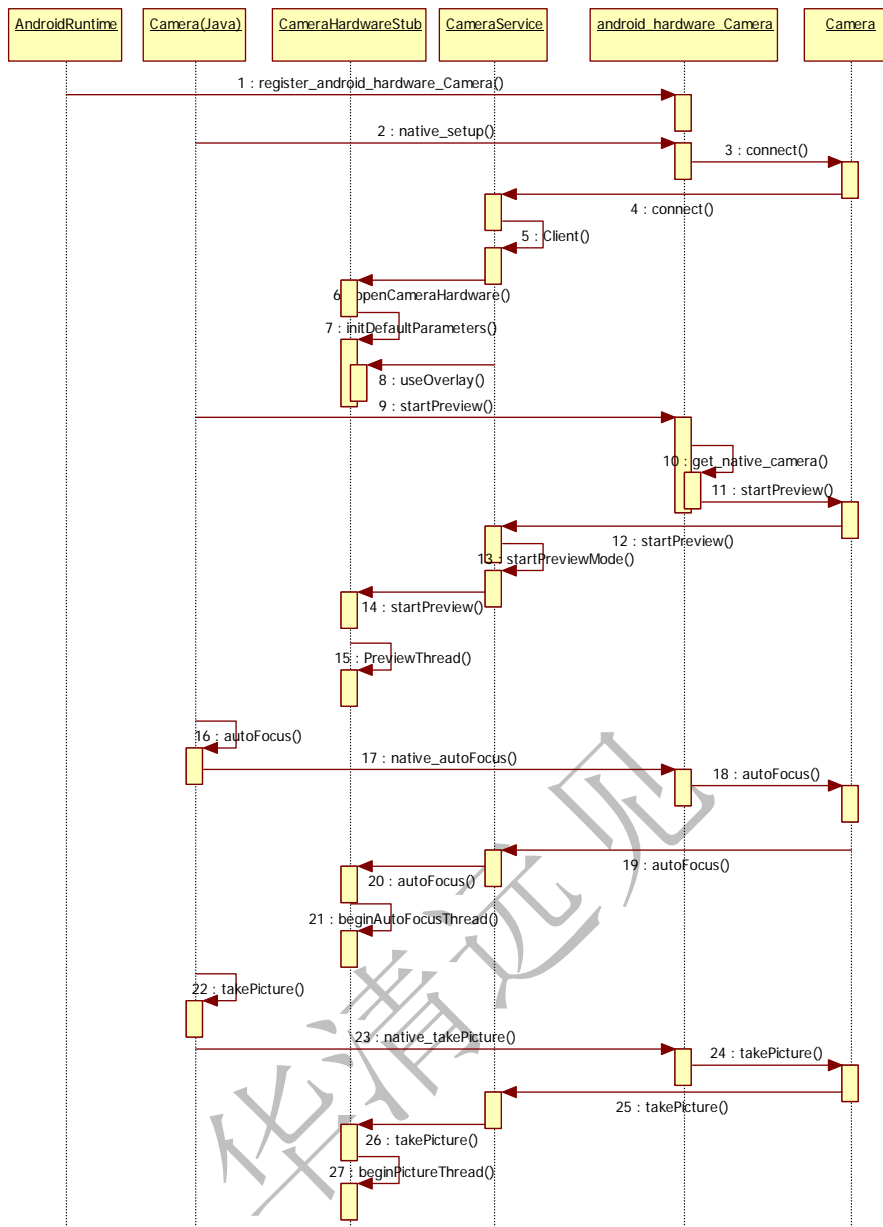 AndroidRuntime
Camera(Java)
CameraHardwareStub
CameraService
android_hardware_Camera
Camera
1 : register_android_hardware_Camera()
2 : native_setup()
3 : connect()
4 : connect()
5 : Client()
6 : openCameraHardware()
7 : initDefaultParameters()
8 : useOverlay()
9 : startPreview()
10 : get_native_camera()
11 : startPreview()
12 : startPreview()
13 : startPreviewMode()
14 : startPreview()
15 : PreviewThread()
16 : autoFocus()
17 : native_autoFocus()
18 : autoFocus()
19 : autoFocus()
20 : autoFocus()
21 : beginAutoFocusThread()
22 : takePicture()
23 : native_takePicture()
24 : takePicture()
25 : takePicture()
26 : takePicture()
27 : beginPictureThread()
华清远见